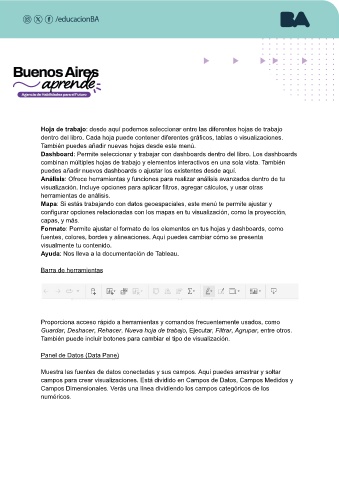 /educacionBA
BA
Buenos Aires
aprende
Agencia de Habilidades para el Futuro
Hoja de trabajo: desde aquí podemos seleccionar entre las diferentes hojas de trabajo
dentro del libro. Cada hoja puede contener diferentes gráficos, tablas o visualizaciones.
También puedes añadir nuevas hojas desde este menú.
Dashboard: Permite seleccionar y trabajar con dashboards dentro del libro. Los dashboards
combinan múltiples hojas de trabajo y elementos interactivos en una sola vista. También
puedes añadir nuevos dashboards o ajustar los existentes desde aquí.
Análisis: Ofrece herramientas y funciones para realizar análisis avanzados dentro de tu
visualización. Incluye opciones para aplicar filtros, agregar cálculos, y usar otras
herramientas de análisis.
Mapa: Si estás trabajando con datos geoespaciales, este menú te permite ajustar y
configurar opciones relacionadas con los mapas en tu visualización, como la proyección,
capas, y más.
Formato: Permite ajustar el formato de los elementos en tus hojas y dashboards, como
fuentes, colores, bordes y alineaciones. Aquí puedes cambiar cómo se presenta
visualmente tu contenido.
Ayuda: Nos lleva a la documentación de Tableau.
Barra de herramientas
Proporciona acceso rápido a herramientas y comandos frecuentemente usados, como
Guardar, Deshacer, Rehacer, Nueva hoja de trabajo, Ejecutar, Filtrar, Agrupar, entre otros.
También puede incluir botones para cambiar el tipo de visualización.
Panel de Datos (Data Pane)
Muestra las fuentes de datos conectadas y sus campos. Aquí puedes arrastrar y soltar
campos para crear visualizaciones. Está dividido en Campos de Datos, Campos Medidos y
Campos Dimensionales. Verás una línea dividiendo los campos categóricos de los
numéricos.